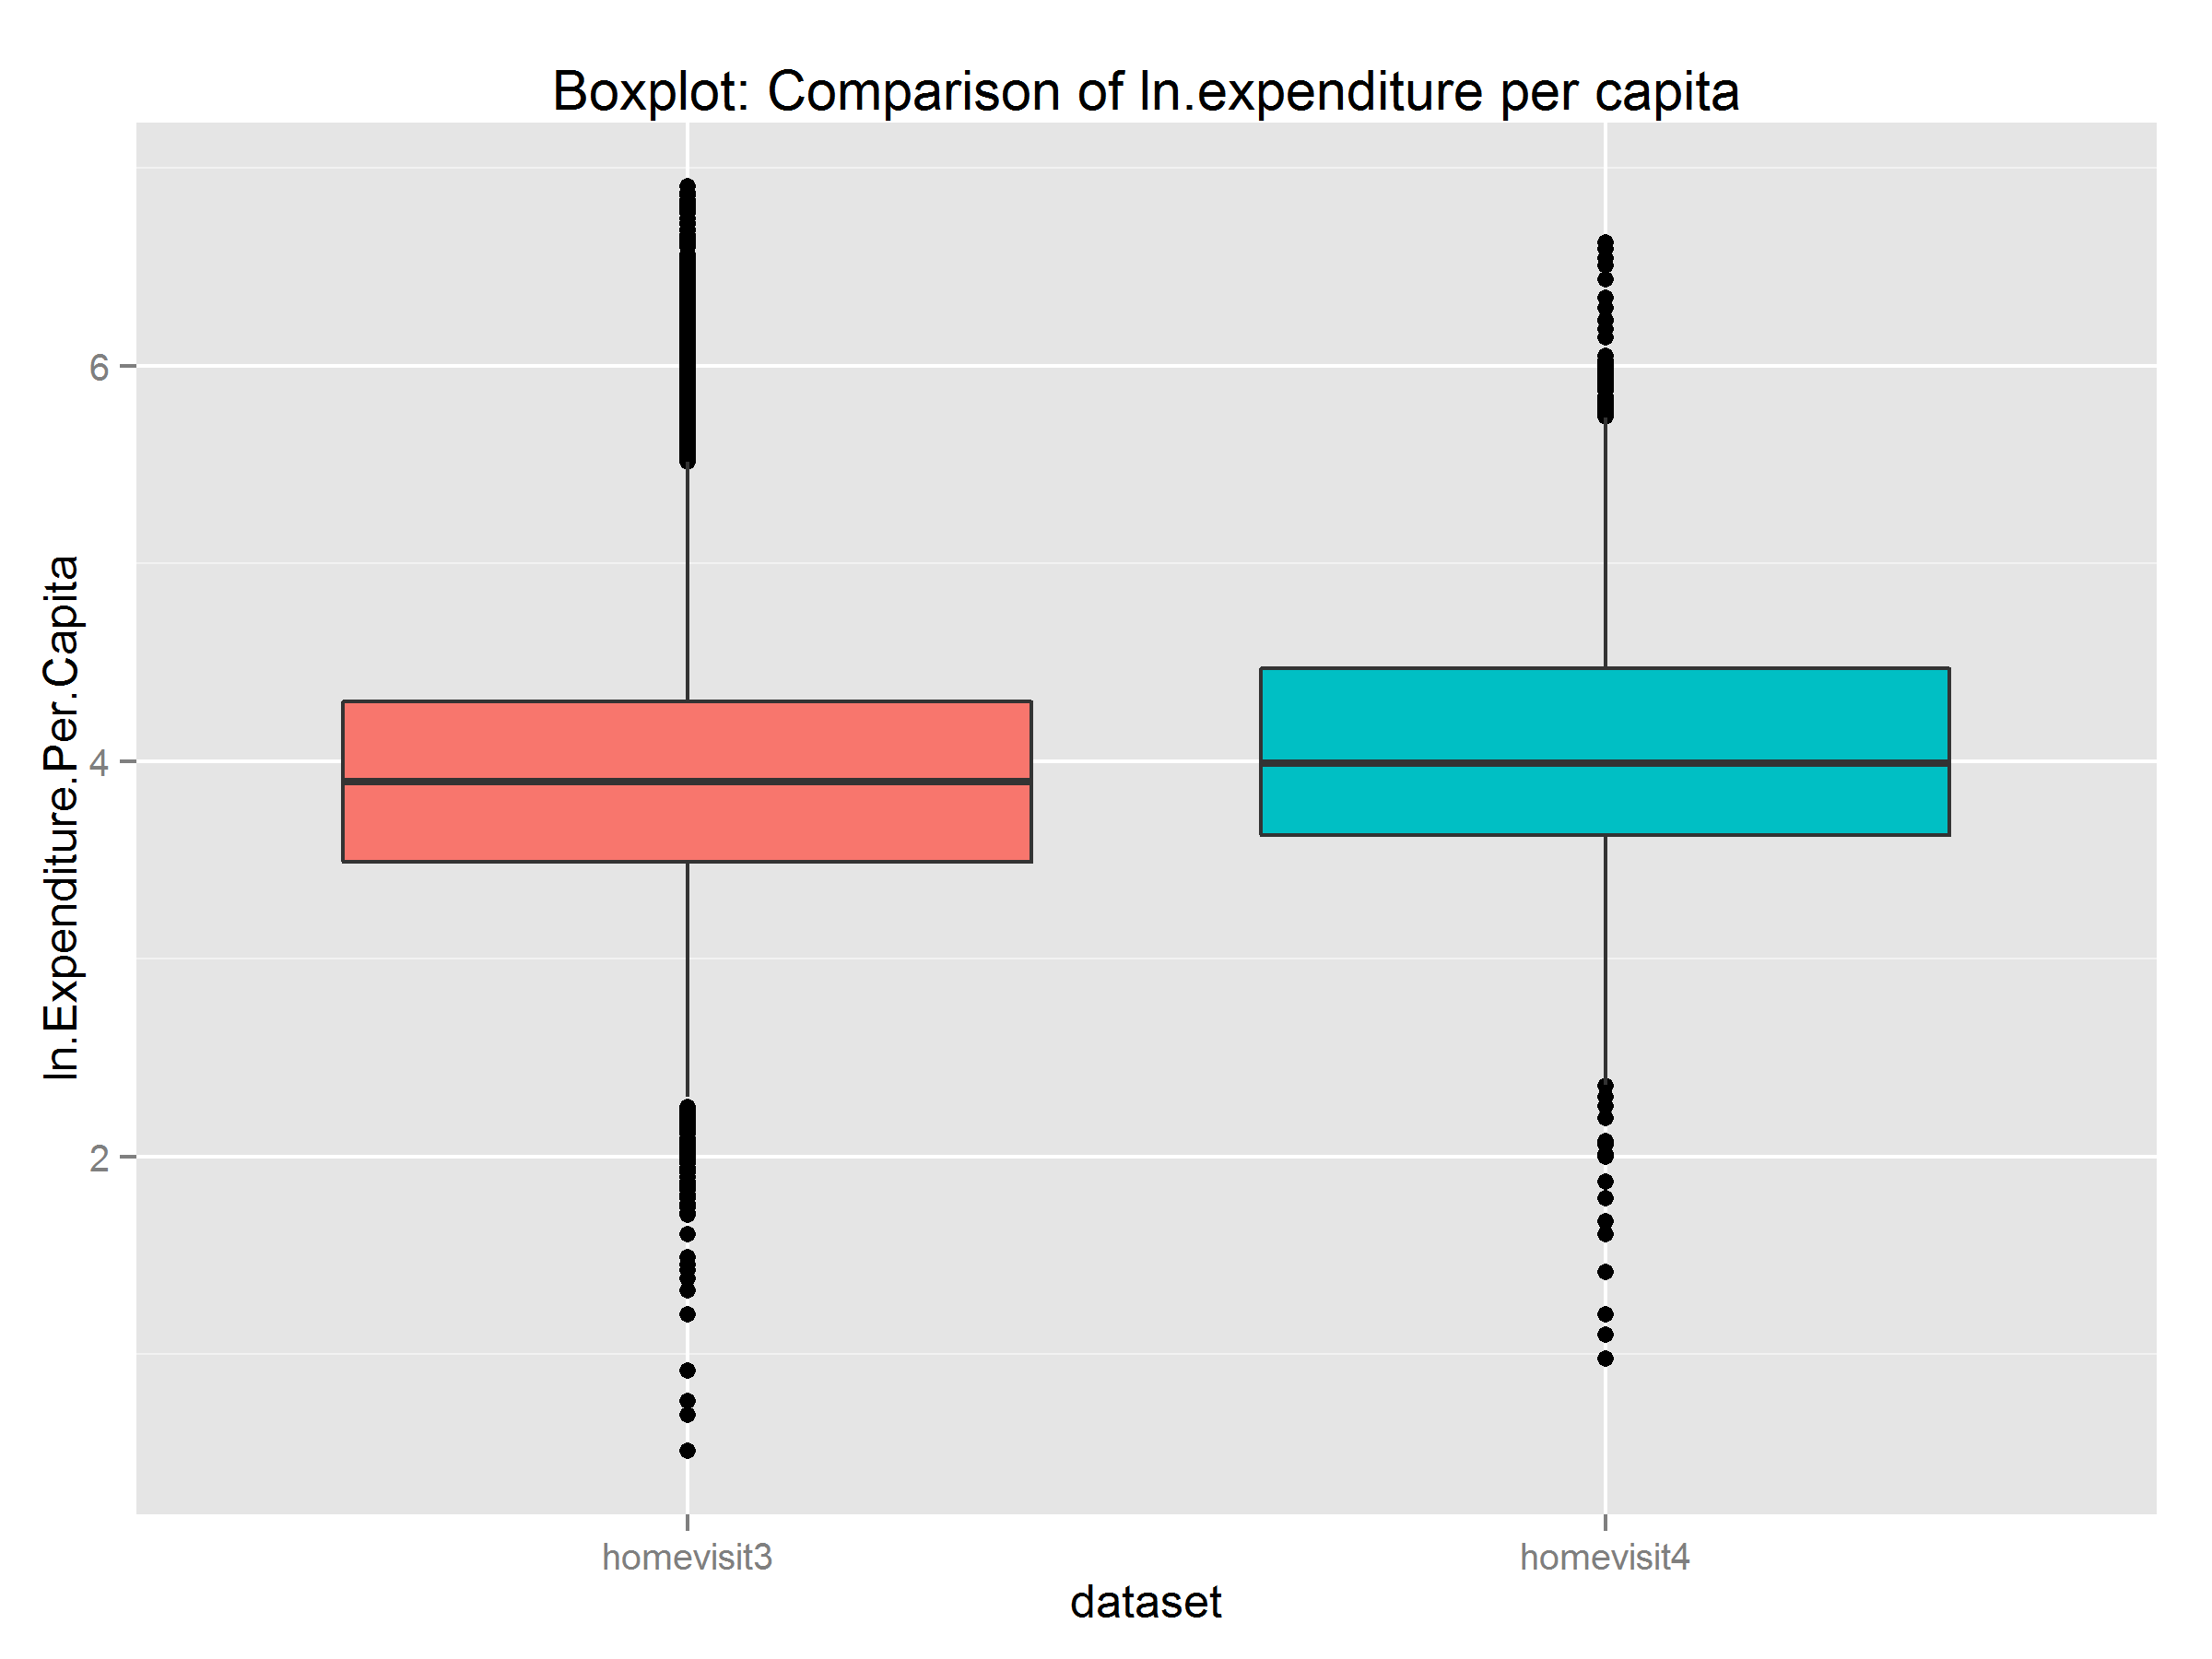 Boxplot: Comparison of ln.expenditure per capita
ln.Expenditure.Per.Capita
6
4
2
homevisit3
homevisit4
dataset